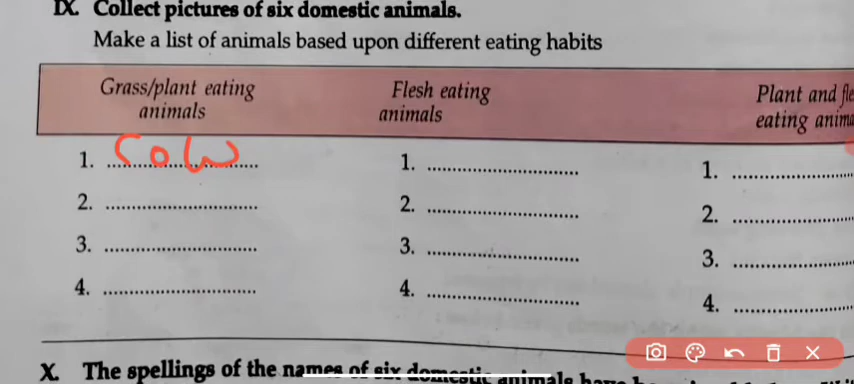 IX. Collect pictures of six domestic animals.
Make a list of animals based upon different eating habits
Grass/plant eating animals
Flesh eating animals
Plant and fle
eating anima
1. cow
2.
3.
4.
1.
2.
3.
4.
1.
2.
3.
4.
X. The spellings of the names of six domestic animals have